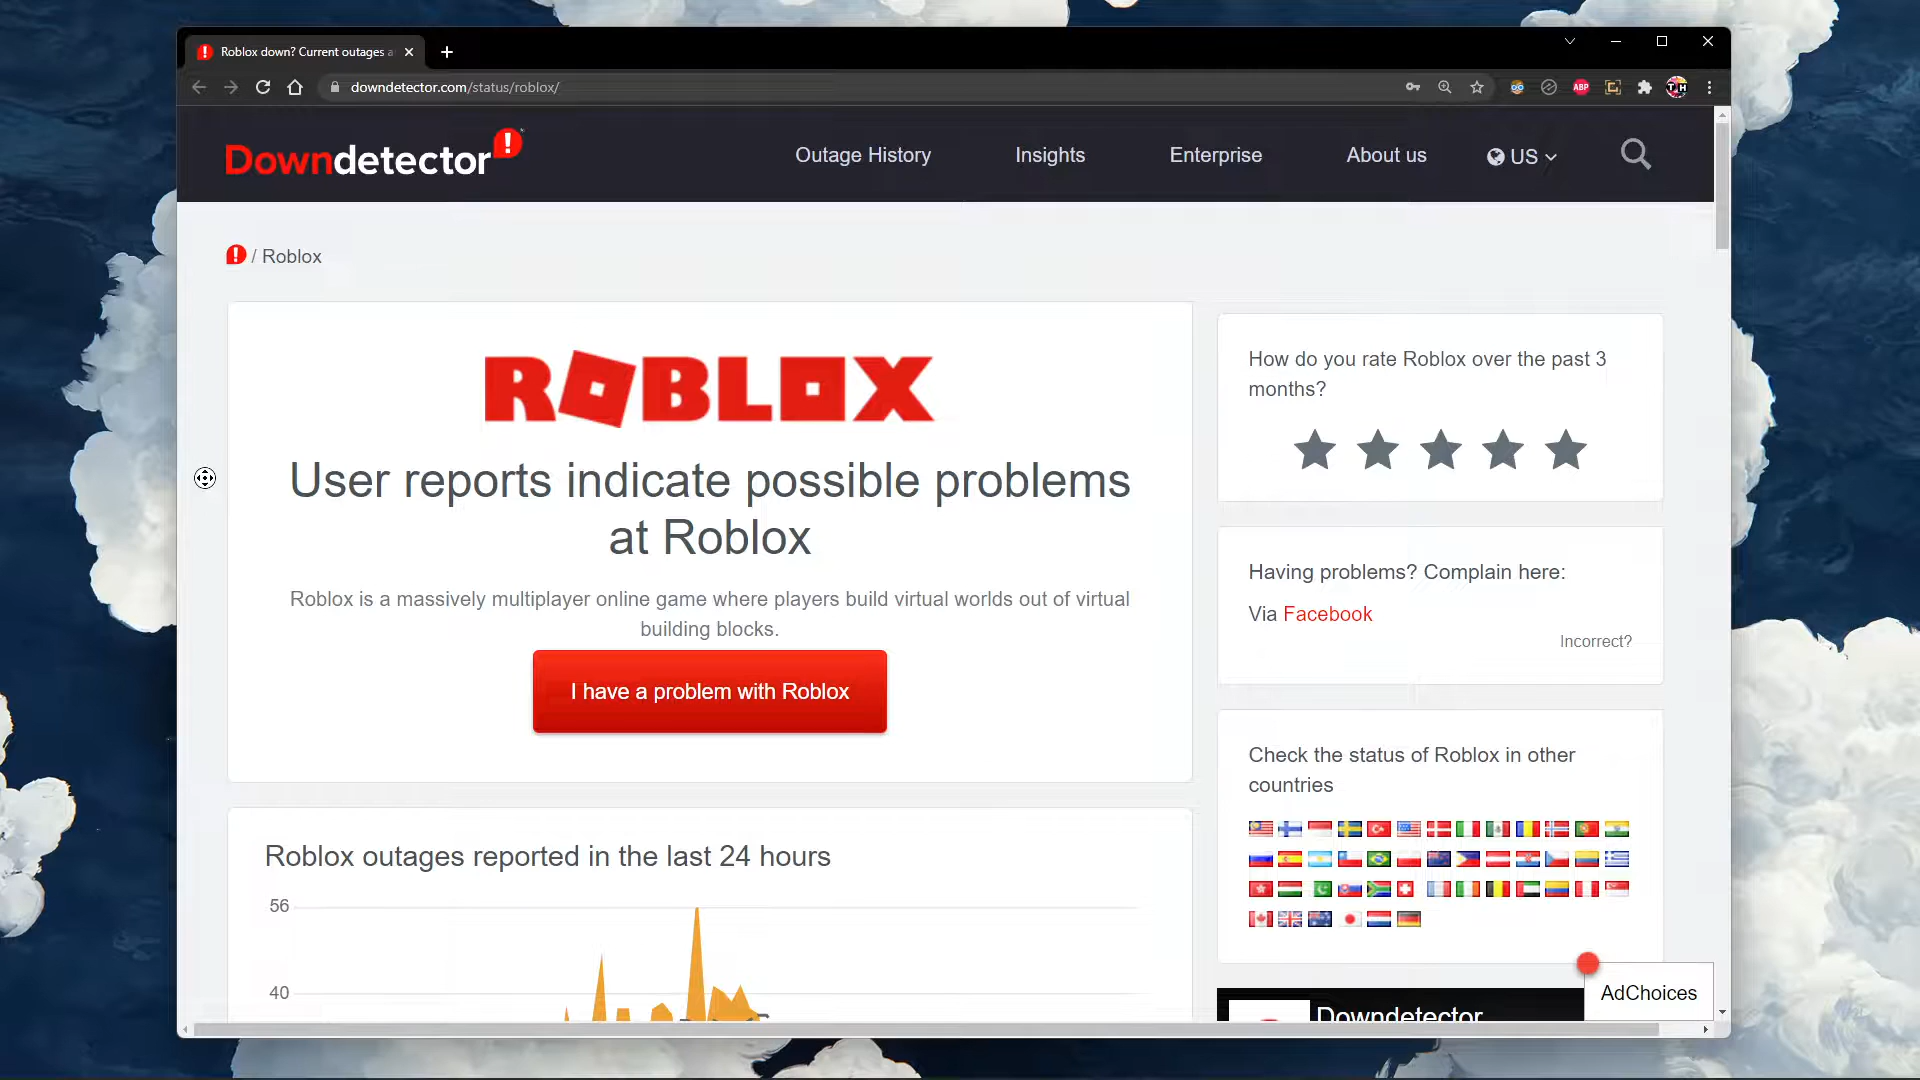 Roblox down? Current outages a
downdetector.com/status/roblox/
ABP
TH
Downdetector
Outage History
Insights
Enterprise
About us
US
/ Roblox
ROBLOX
User reports indicate possible problems
at Roblox
Roblox is a massively multiplayer online game where players build virtual worlds out of virtual
building blocks.
I have a problem with Roblox
How do you rate Roblox over the past 3
months?
Having problems? Complain here:
Via Facebook
Incorrect?
Check the status of Roblox in other
countries
Roblox outages reported in the last 24 hours
56
40
Downdetector
AdChoices